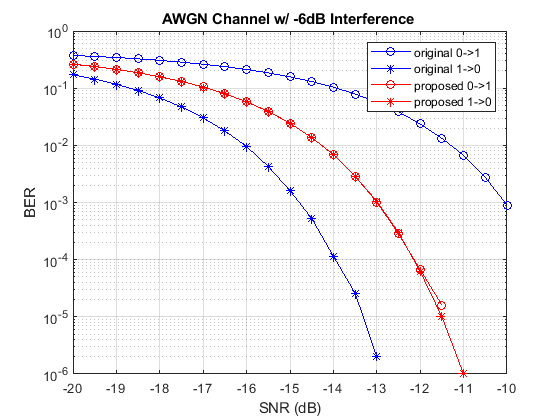 AWGN Channel w/ -6dB Interference
original 0->1
original 1->0
proposed 0->1
proposed 1->0
BER
10^0
10^-1
10^-2
10^-3
10^-4
10^-5
10^-6
-20 -19 -18 -17 -16 -15 -14 -13 -12 -11 -10
SNR (dB)